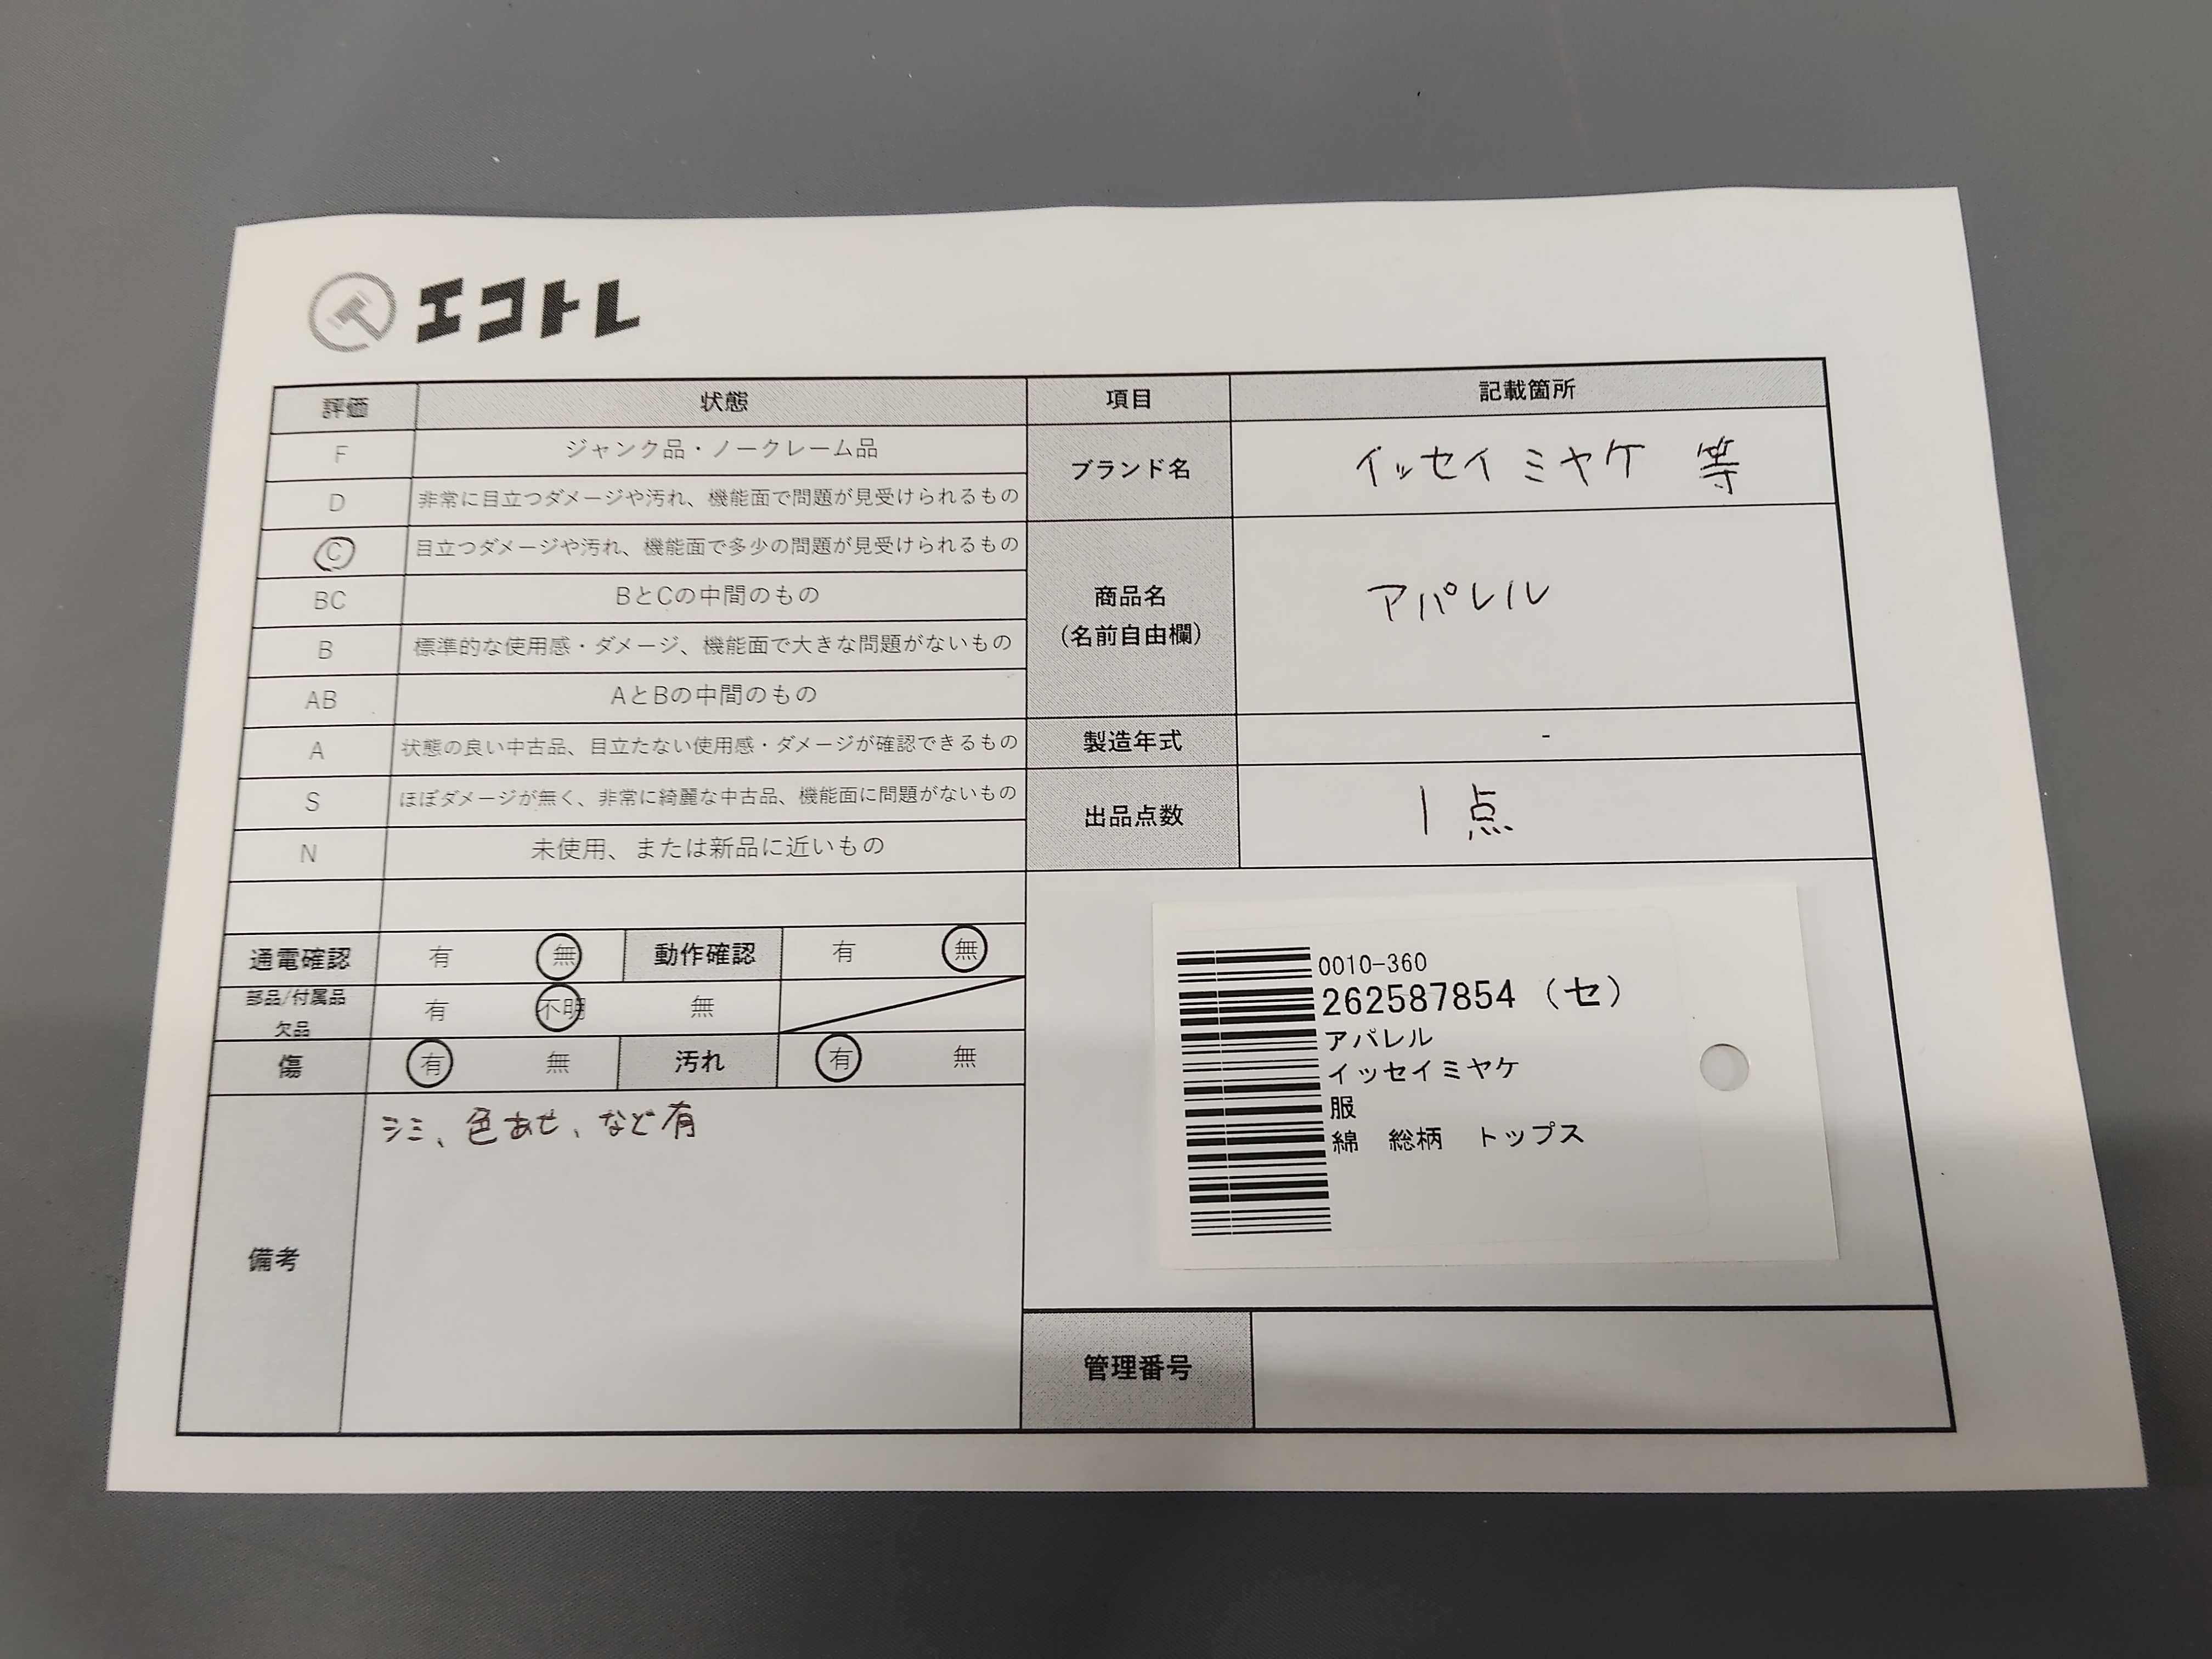 エコトレ
評価 状態 項目 記載箇所
F ジャンク品・ノークレーム品
D 非常に目立つダメージや汚れ、機能面で問題が見受けられるもの
C 目立つダメージや汚れ、機能面で多少の問題が見受けられるもの
BC BとCの中間のもの
B 標準的な使用感・ダメージ、機能面で大きな問題がないもの
AB AとBの中間のもの
A 状態の良い中古品、目立たない使用感・ダメージが確認できるもの
S ほぼダメージが無く、非常に綺麗な中古品、機能面に問題がないもの
N 未使用、または新品に近いもの
ブランド名 イッセイミヤケ 等
商品名 アパレル
(名前自由欄)
製造年式 -
出品点数 1点
通電確認 有 無 動作確認 有 無
部品/付属品 有 不明 無
欠品
傷 有 無 汚れ 有 無
備考 シミ、色あせ、など有
0010-360
262587854 (セ)
アパレル
イッセイミヤケ
服
綿 総柄 トップス
管理番号